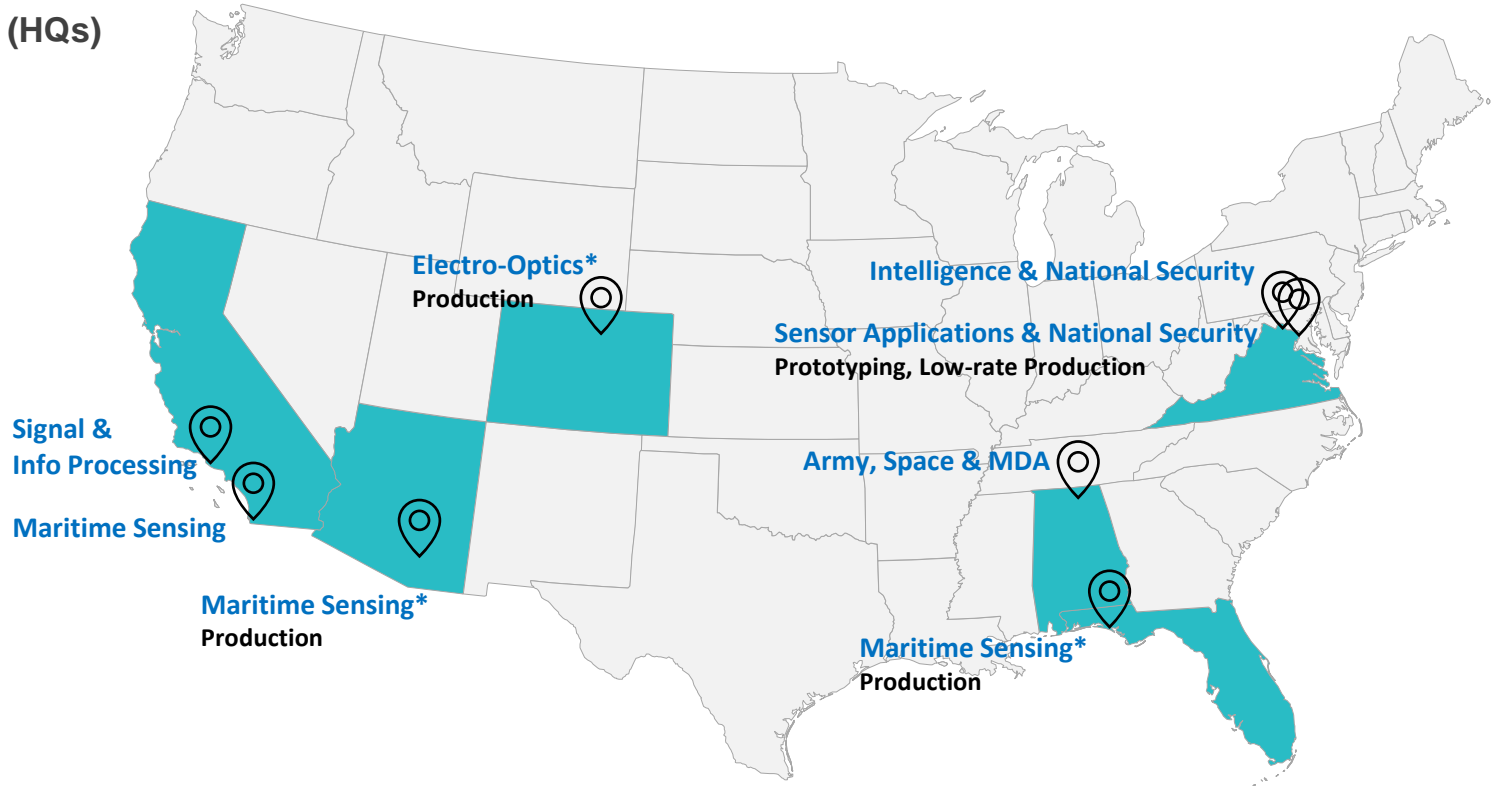 (HQs)
Electro-Optics*
Production
Intelligence & National Security
Sensor Applications & National Security
Prototyping, Low-rate Production
Signal &
Info Processing
Army, Space & MDA
Maritime Sensing
Maritime Sensing*
Production
Maritime Sensing*
Production